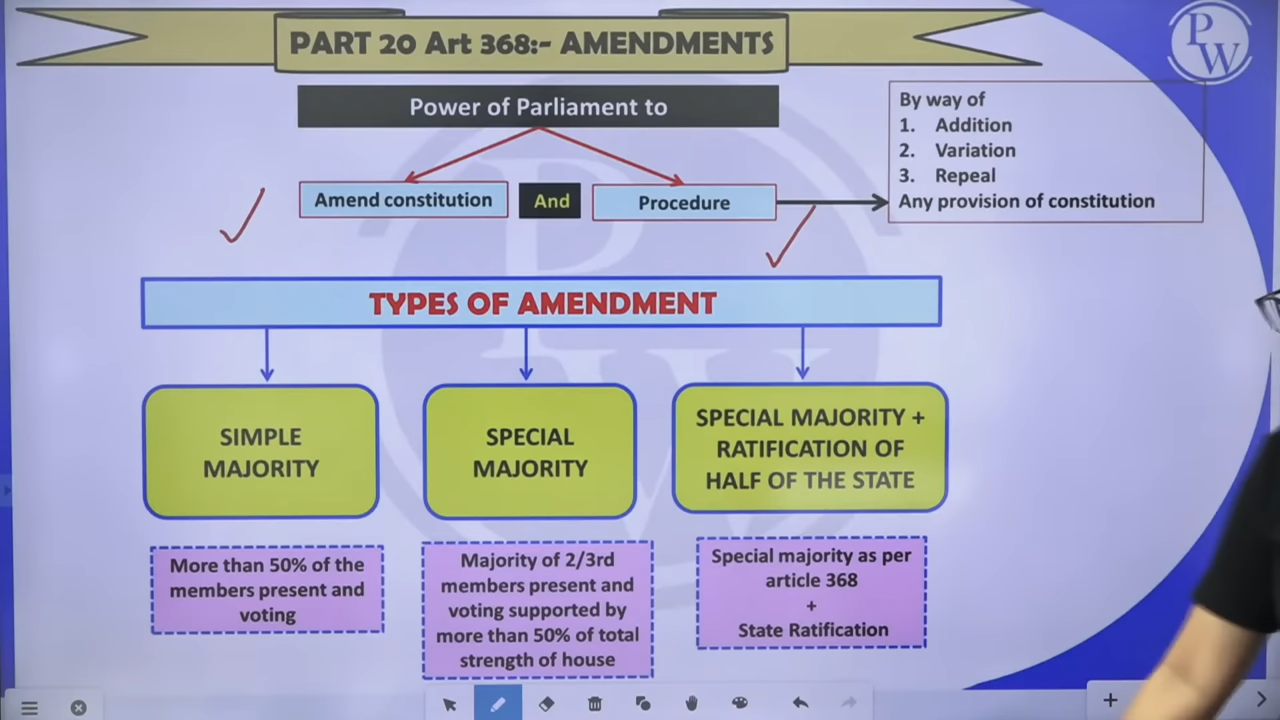 PART 20 Art 368:- AMENDMENTS
PW
Power of Parliament to
By way of
1. Addition
2. Variation
3. Repeal
Any provision of constitution
Amend constitution
And
Procedure
TYPES OF AMENDMENT
SIMPLE
MAJORITY
SPECIAL
MAJORITY
SPECIAL MAJORITY +
RATIFICATION OF
HALF OF THE STATE
More than 50% of the
members present and
voting
Majority of 2/3rd
members present and
voting supported by
more than 50% of total
strength of house
Special majority as per
article 368
+
State Ratification